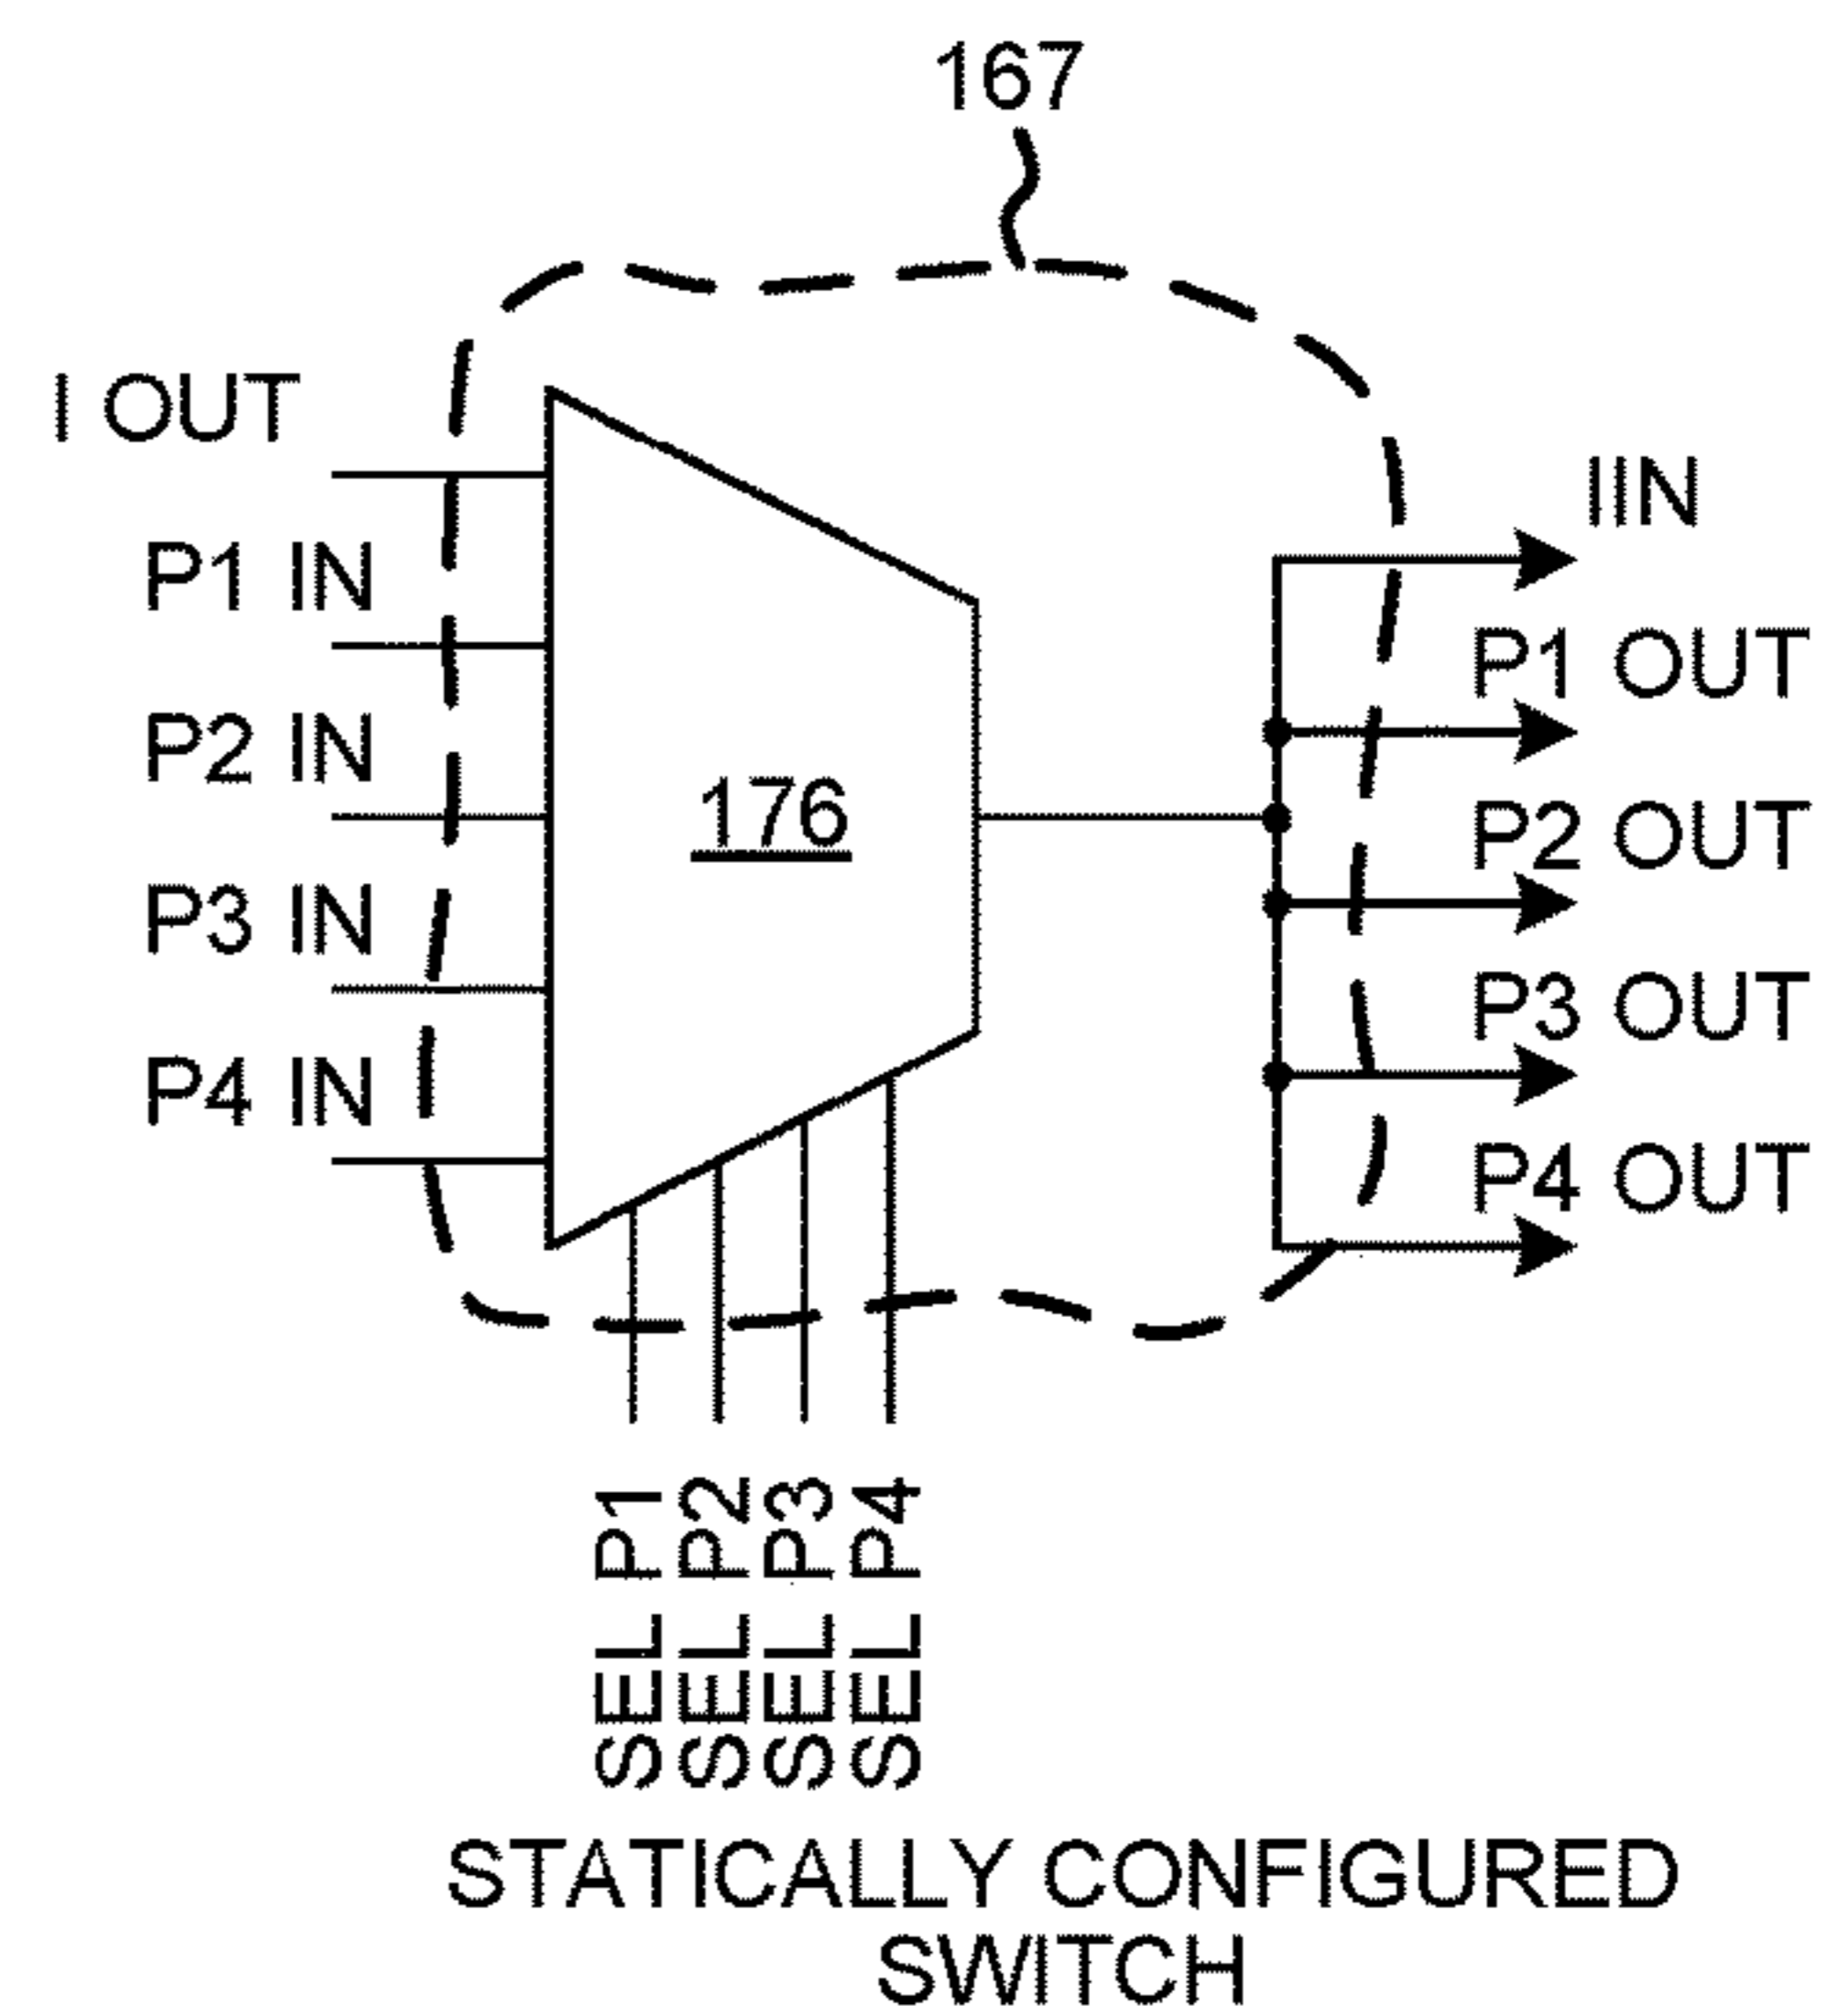 167
I OUT
P1 IN
P2 IN
P3 IN
P4 IN
176
IIN
P1 OUT
P2 OUT
P3 OUT
P4 OUT
SEL P1
SEL P2
SEL P3
SEL P4
STATICALLY CONFIGURED
SWITCH